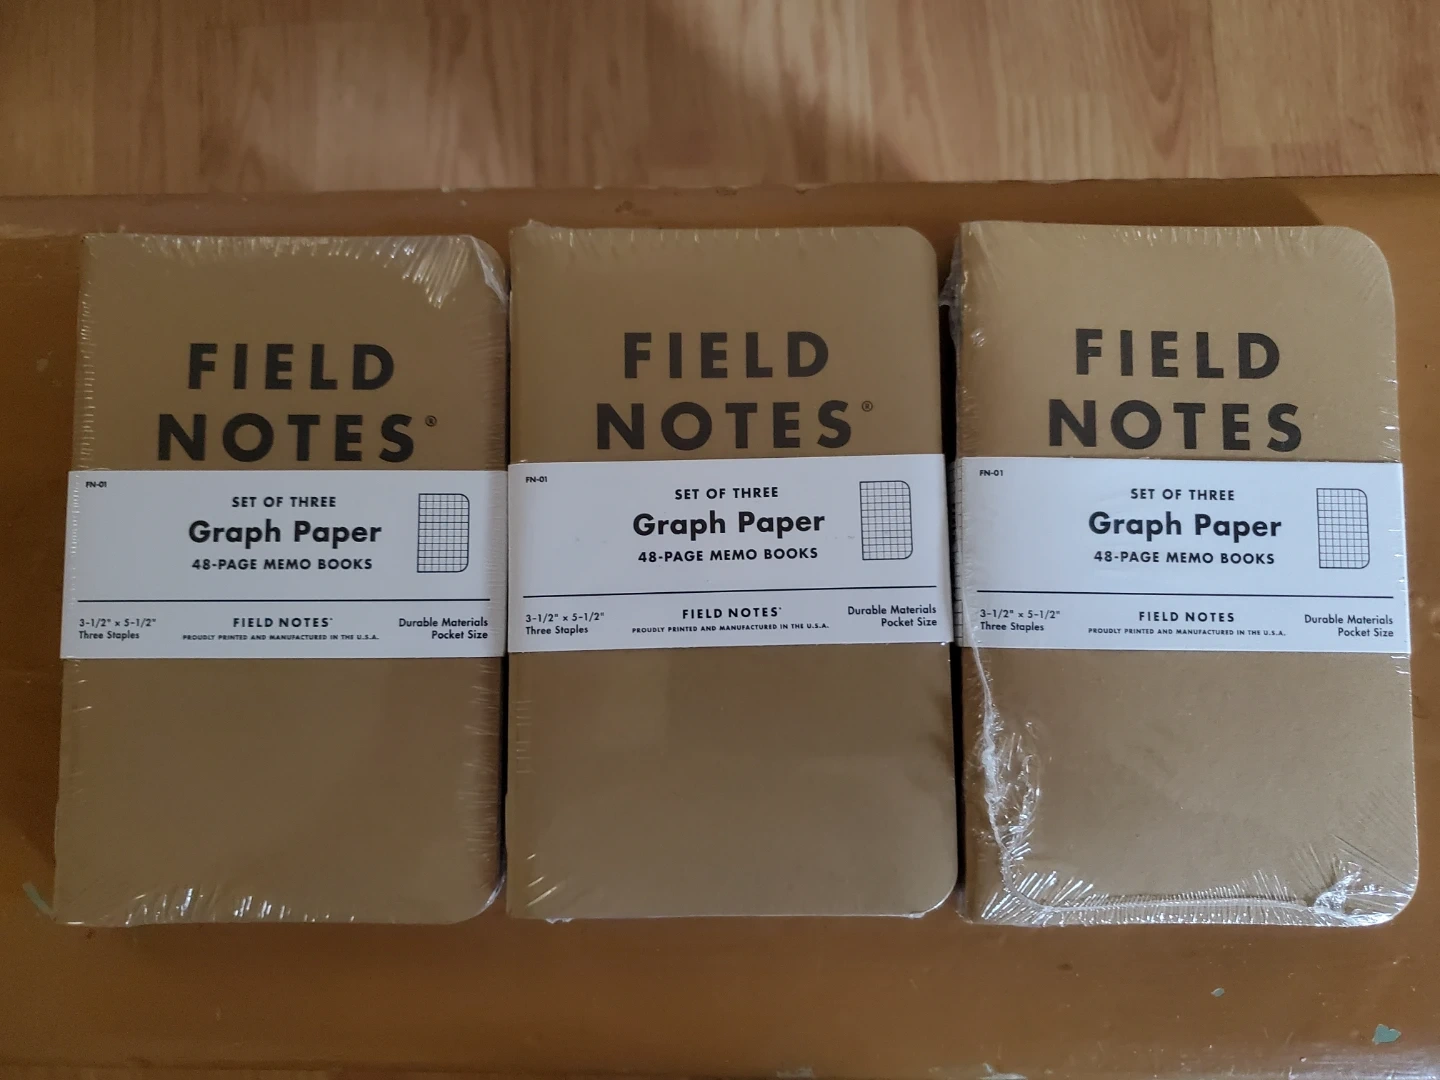 FIELD
NOTES®
FN-01
SET OF THREE
Graph Paper
48-PAGE MEMO BOOKS
3-1/2" × 5-1/2"
Three Staples
FIELD NOTES®
PROUDLY PRINTED AND MANUFACTURED IN THE U.S.A.
Durable Materials
Pocket Size
FIELD
NOTES®
FN-01
SET OF THREE
Graph Paper
48-PAGE MEMO BOOKS
3-1/2" × 5-1/2"
Three Staples
FIELD NOTES®
PROUDLY PRINTED AND MANUFACTURED IN THE U.S.A.
Durable Materials
Pocket Size
FIELD
NOTES
FN-01
SET OF THREE
Graph Paper
48-PAGE MEMO BOOKS
3-1/2" × 5-1/2"
Three Staples
FIELD NOTES
PROUDLY PRINTED AND MANUFACTURED IN THE U.S.A.
Durable Materials
Pocket Size